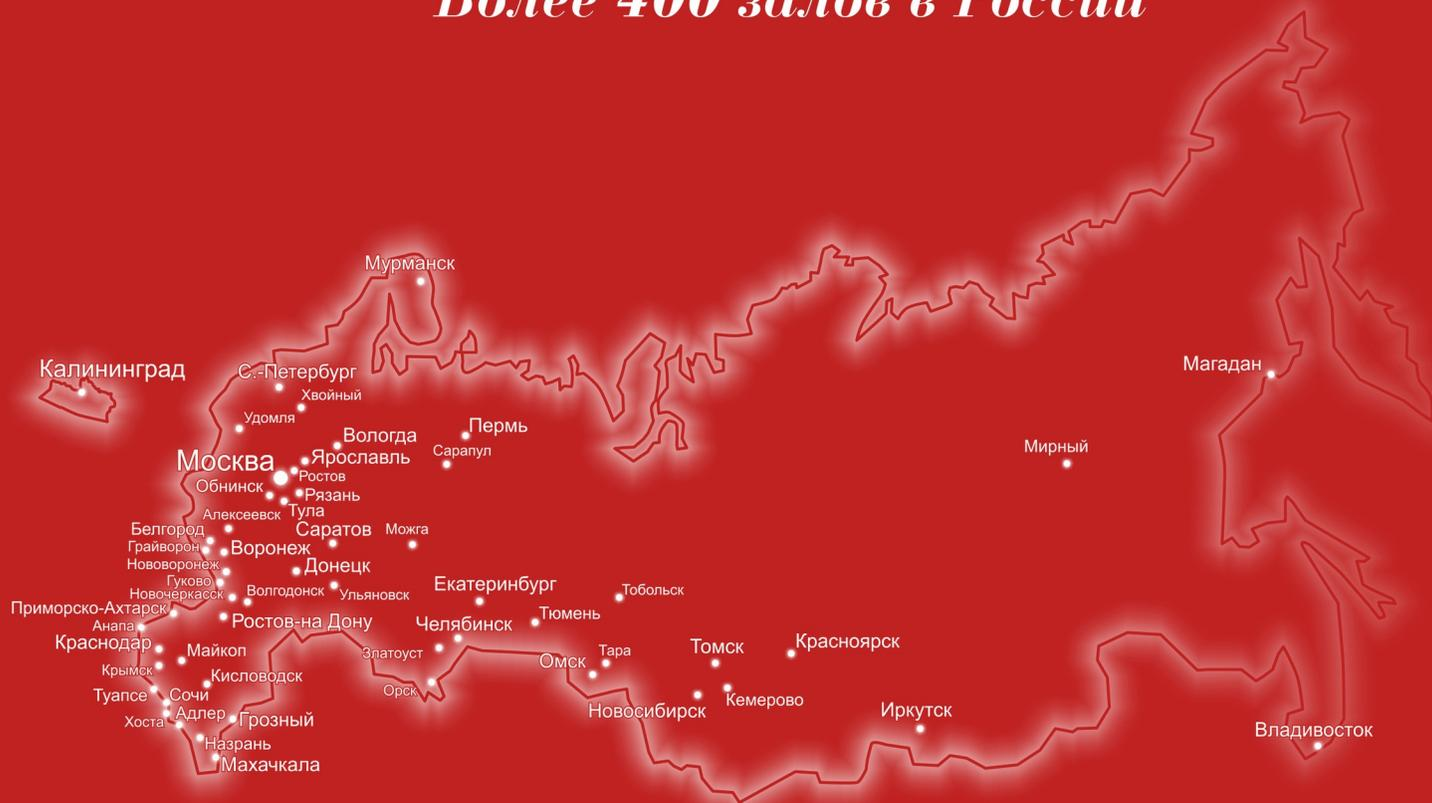 Более 400 залов в России
Мурманск
Калининград
С.-Петербург
Хвойный
Удомля
Вологда
Пермь
Ярославль
Сарапул
Москва
Ростов
Обнинск
Рязань
Тула
Алексеевск
Белгород
Саратов
Можга
Грайворон
Воронеж
Нововоронеж
Донецк
Гуково
Новочеркасск
Волгодонск
Ульяновск
Екатеринбург
Тобольск
Приморско-Ахтарск
Анапа
Ростов-на Дону
Челябинск
Тюмень
Краснодар
Майкоп
Златоуст
Крымск
Кисловодск
Орск
Омск
Тара
Томск
Красноярск
Туапсе
Сочи
Адлер
Хоста
Грозный
Назрань
Махачкала
Новосибирск
Кемерово
Иркутск
Мирный
Магадан
Владивосток